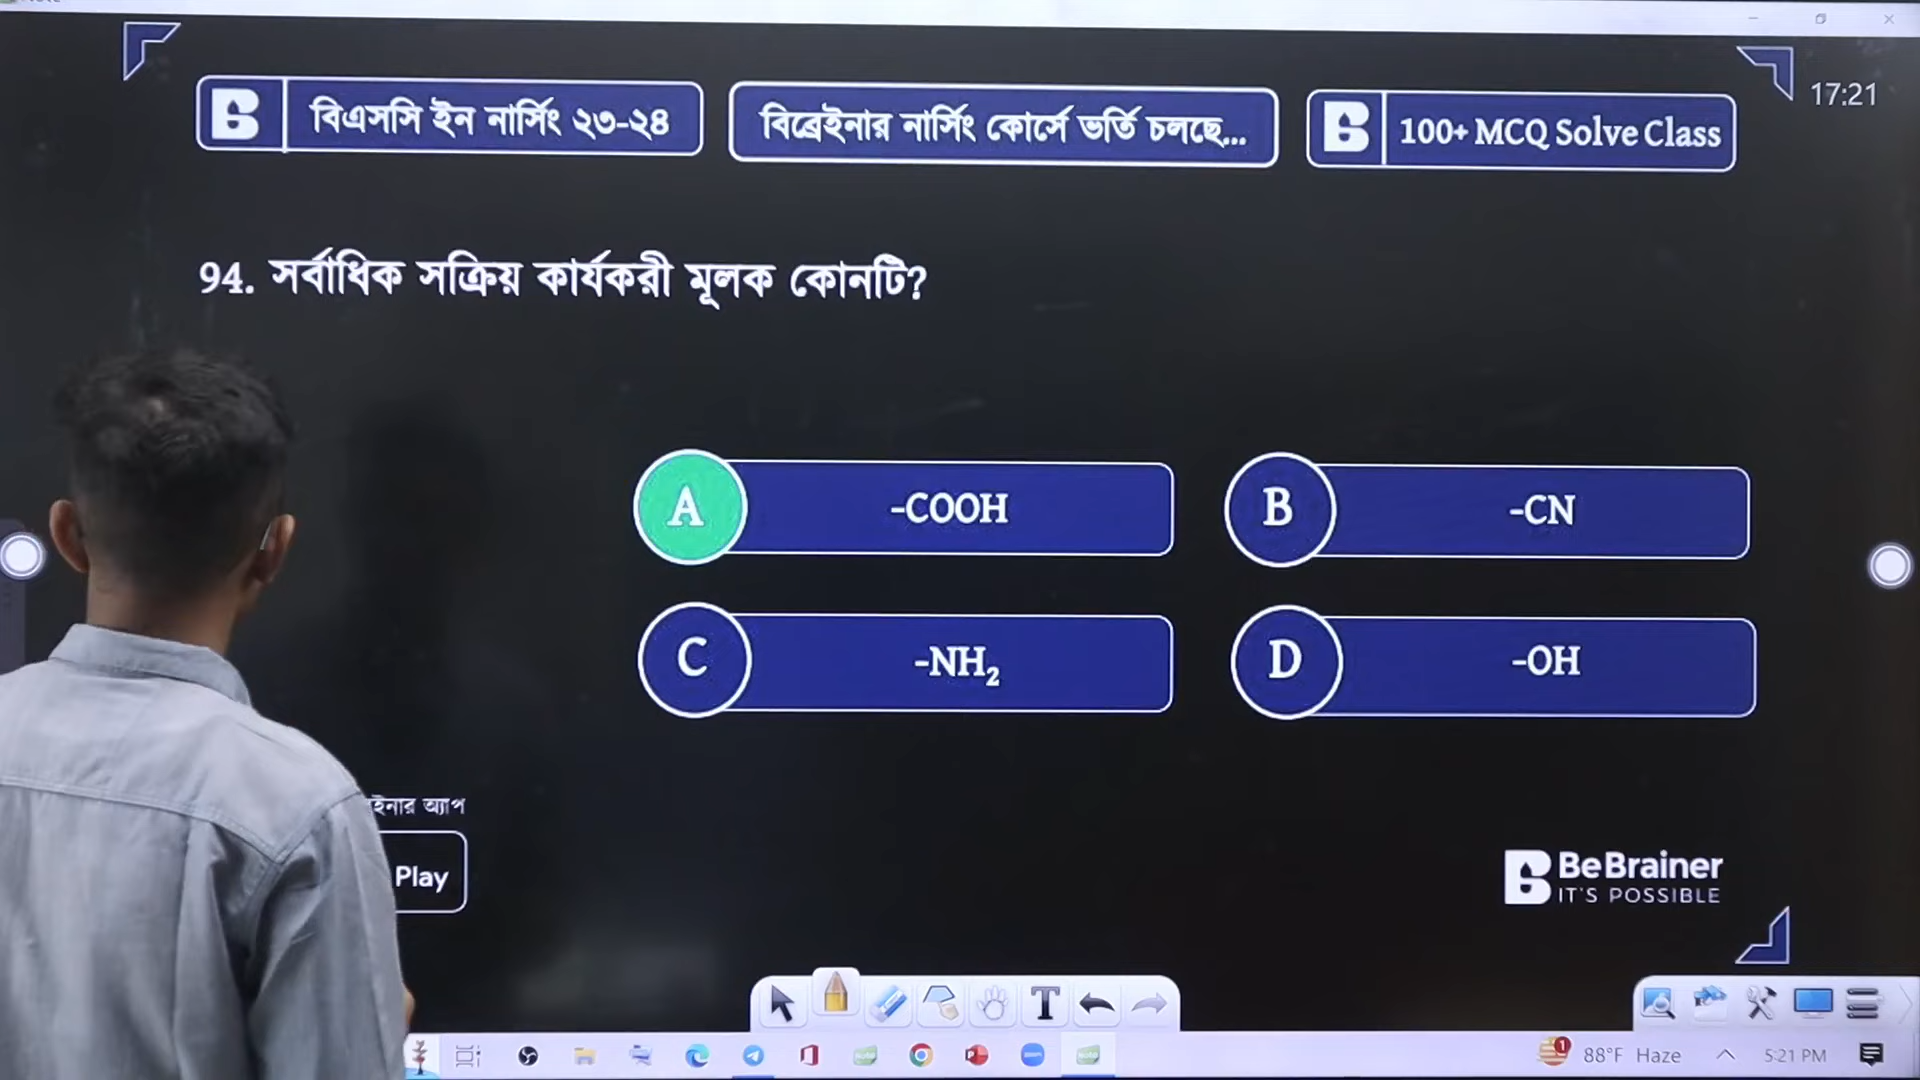 বিএসসি ইন নার্সিং ২৩-২৪
বিব্রেইনার নার্সিং কোর্সে ভর্তি চলছে...
100+ MCQ Solve Class
17:21
94. সর্বাধিক সক্রিয় কার্যকরী মূলক কোনটি?
A -COOH
B -CN
C -NH₂
D -OH
অ্যাপ
Play
BeBrainer
IT'S POSSIBLE
T
88°F Haze
5:21 PM